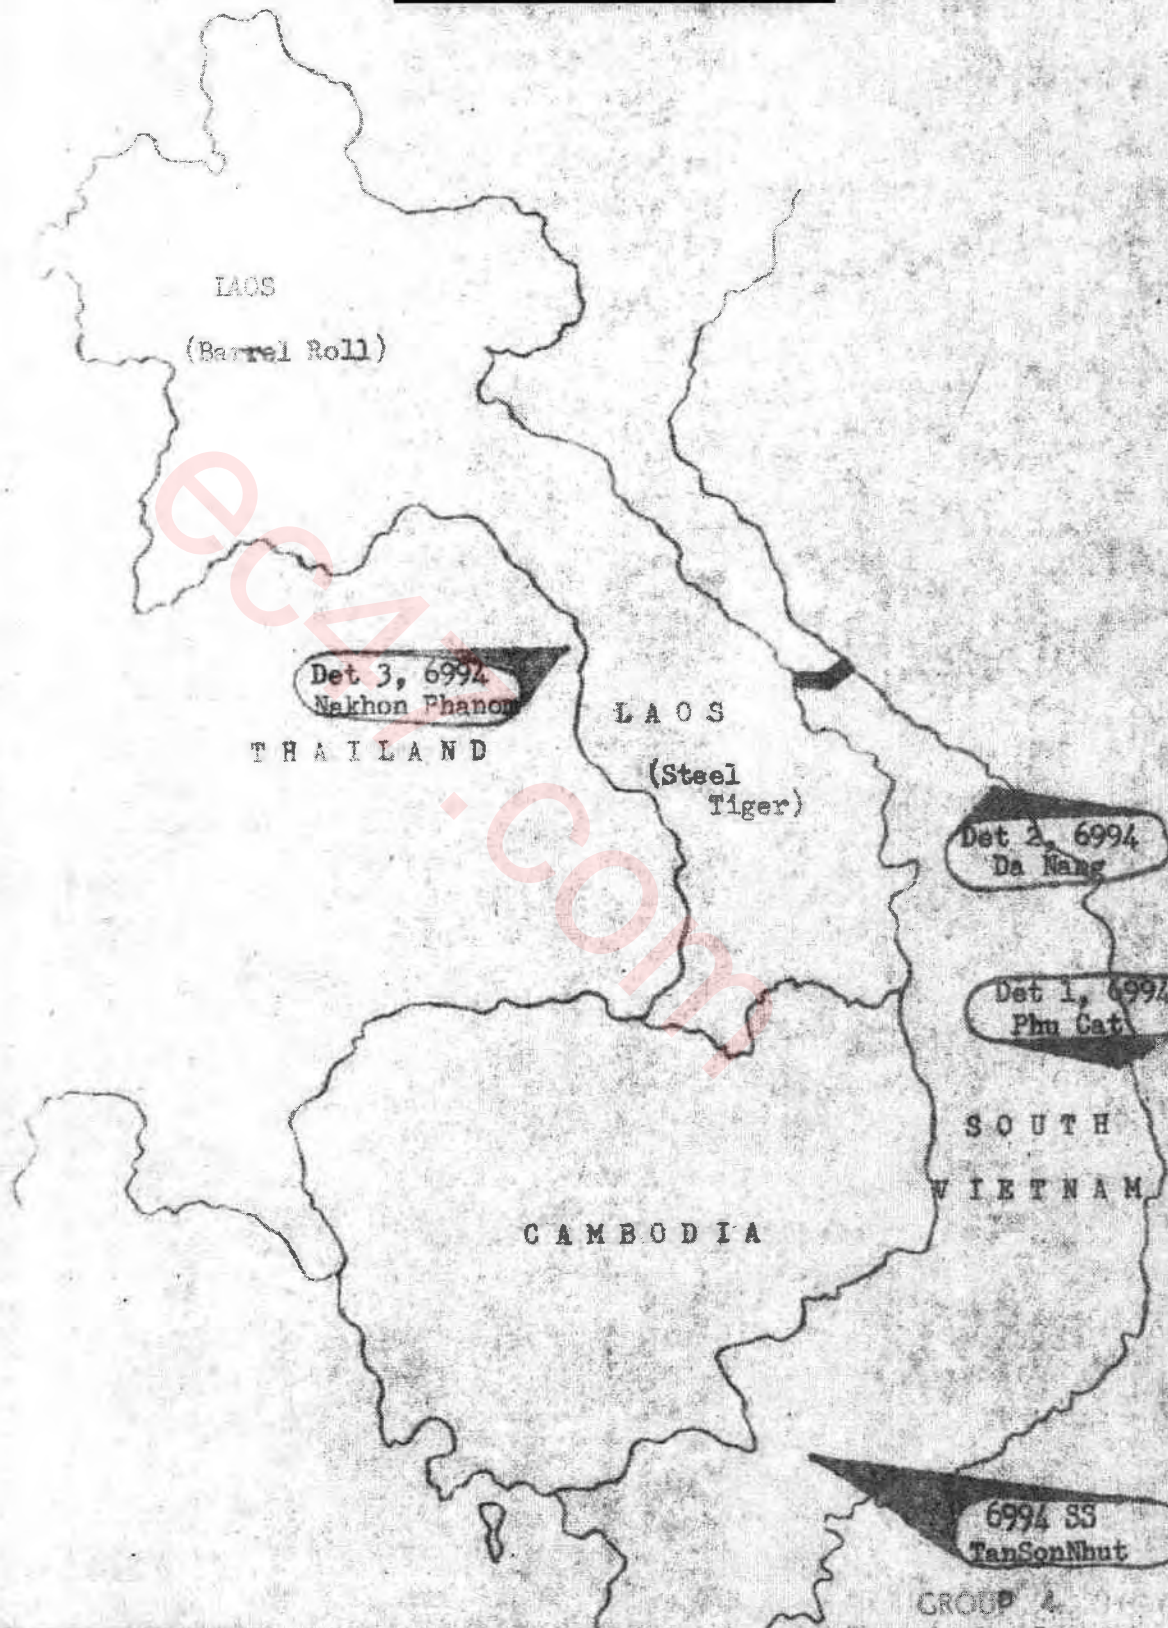 LAOS
(Barrel Roll)
Det 3, 6994
Nakhon Phanom
THAILAND
LAOS
(Steel
Tiger)
Det 2, 6994
Da Nang
Det 1, 6994
Phu Cat
SOUTH
VIETNAM
CAMBODIA
6994 SS
TanSonNhut
GROUP 4
ec47.com